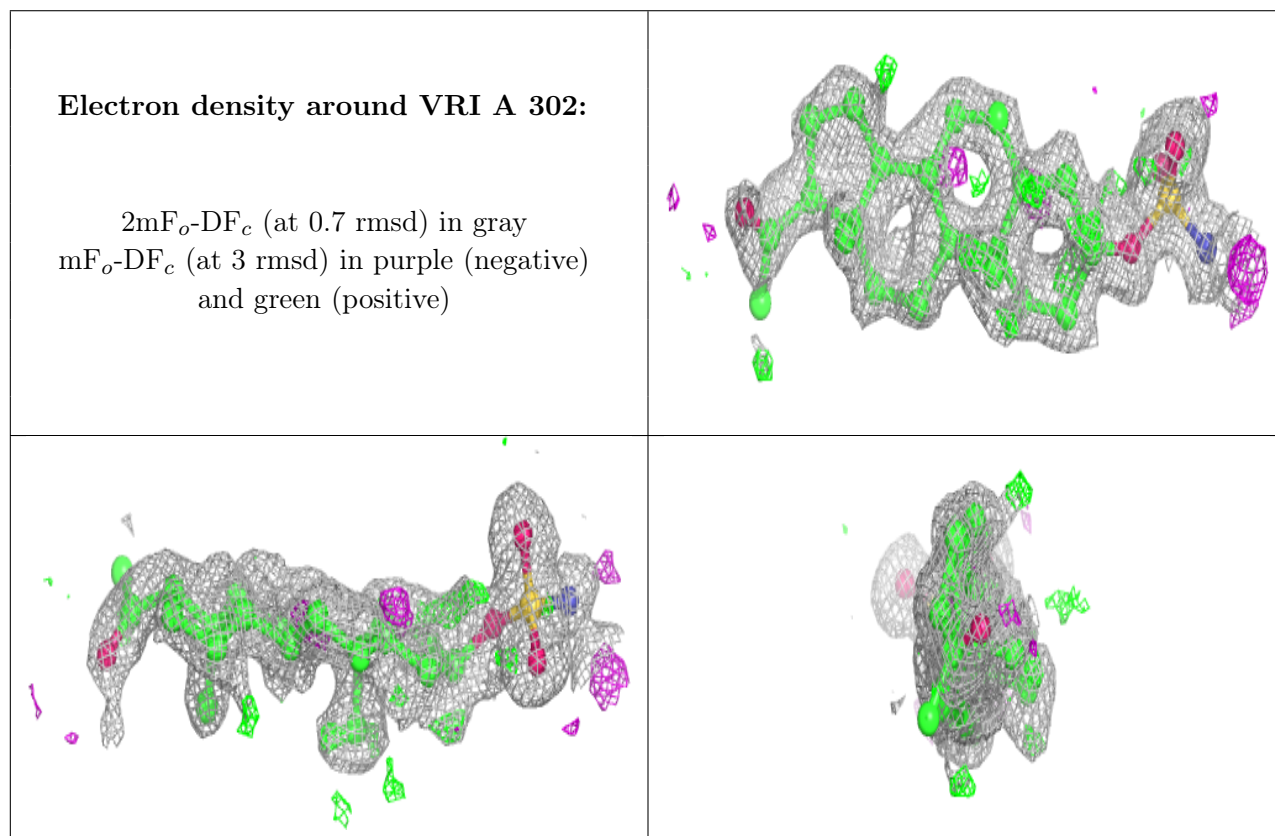 Electron density around VRI A 302:
2mFo-DFc (at 0.7 rmsd) in gray
mFo-DFc (at 3 rmsd) in purple (negative)
and green (positive)